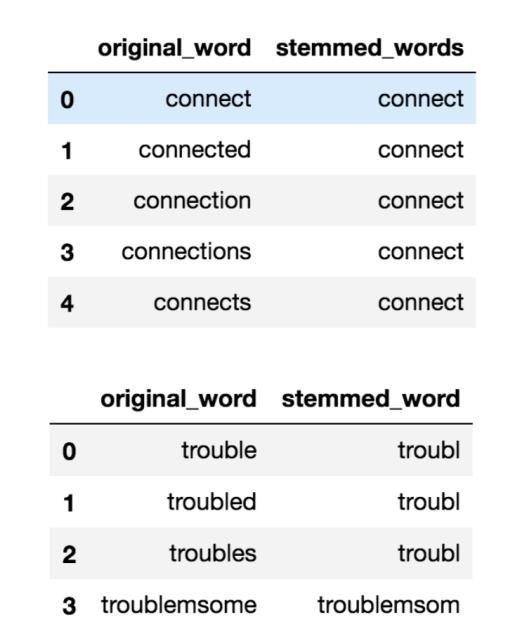 original_word stemmed_words
0 connect connect
1 connected connect
2 connection connect
3 connections connect
4 connects connect
original_word stemmed_word
0 trouble troubl
1 troubled troubl
2 troubles troubl
3 troublemsome troublemsom